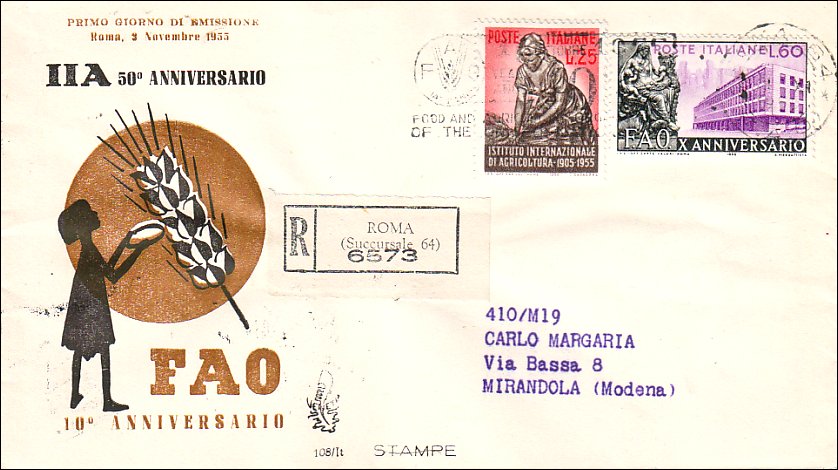 PRIMO GIORNO DI EMISSIONE
Roma, 3 Novembre 1955
IIA 50º ANNIVERSARIO
FAO
10º ANNIVERSARIO
108/It
STAMPE
R
ROMA
(Succursale 64)
6573
POSTE ITALIANE
L.25
ISTITUTO INTERNAZIONALE
DI AGRICOLTURA·1905-1955
POSTE ITALIANE L.60
FAO X ANNIVERSARIO
FOOD AND
OF THE
410/M19
CARLO MARGARIA
Via Bassa 8
MIRANDOLA (Modena)